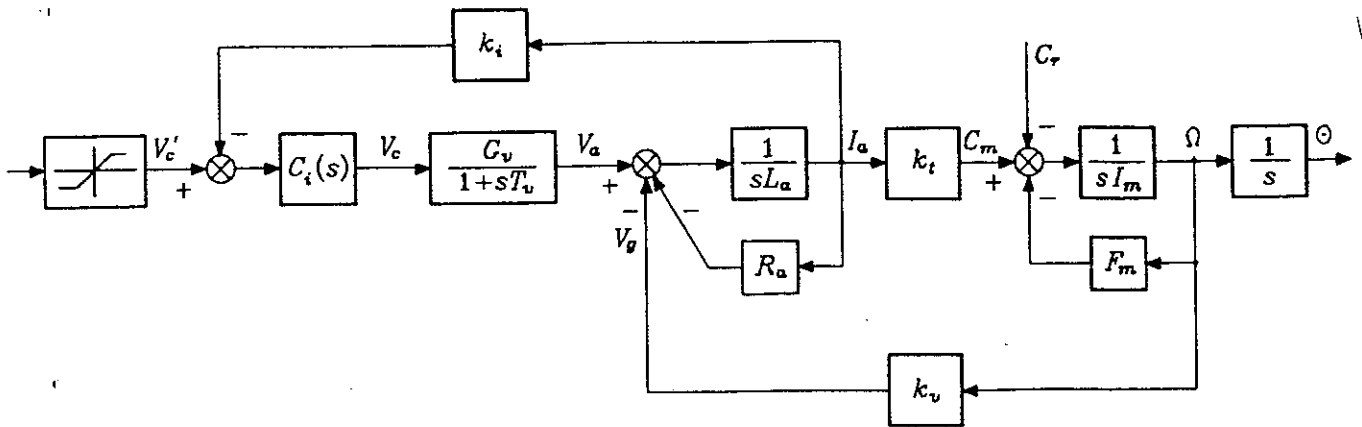 k_i
C_r
V_c'
−
+
C_i(s)
V_c
G_v
1+sT_v
V_a
+
−
−
V_g
1
sL_a
I_a
k_t
C_m
+
−
−
1
sI_m
Ω
1
s
Θ
R_a
F_m
k_v